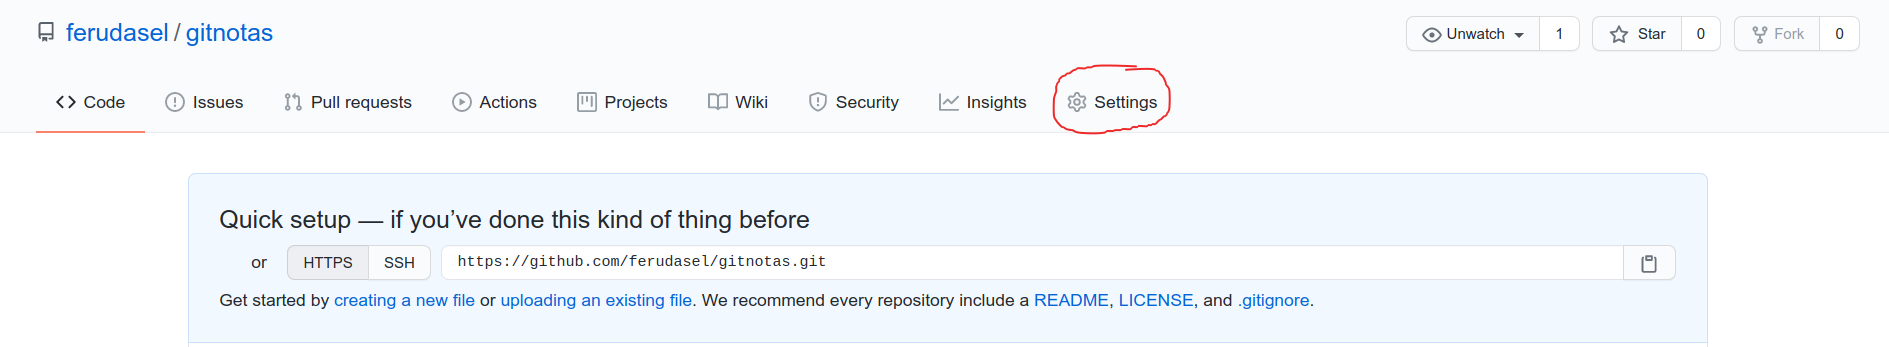 ferudasel / gitnotas
Unwatch 1 Star 0 Fork 0
Code Issues Pull requests Actions Projects Wiki Security Insights Settings
Quick setup — if you’ve done this kind of thing before
or HTTPS SSH https://github.com/ferudasel/gitnotas.git
Get started by creating a new file or uploading an existing file. We recommend every repository include a README, LICENSE, and .gitignore.